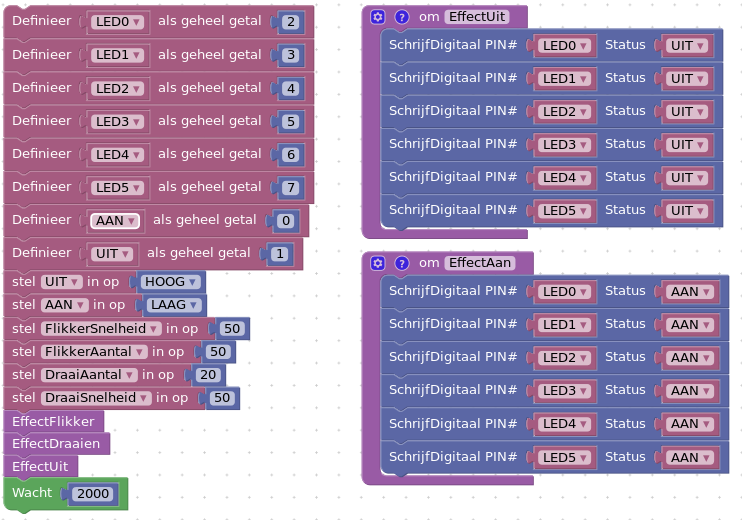 Definieer LED0 ▾ als geheel getal 2
Definieer LED1 ▾ als geheel getal 3
Definieer LED2 ▾ als geheel getal 4
Definieer LED3 ▾ als geheel getal 5
Definieer LED4 ▾ als geheel getal 6
Definieer LED5 ▾ als geheel getal 7
Definieer AAN ▾ als geheel getal 0
Definieer UIT ▾ als geheel getal 1
stel UIT ▾ in op HOOG ▾
stel AAN ▾ in op LAAG ▾
stel FlikkerSnelheid ▾ in op 50
stel FlikkerAantal ▾ in op 50
stel DraaiAantal ▾ in op 20
stel DraaiSnelheid ▾ in op 50
EffectFlikker
EffectDraaien
EffectUit
Wacht 2000
? om EffectUit
SchrijfDigitaal PIN# LED0 ▾ Status UIT ▾
SchrijfDigitaal PIN# LED1 ▾ Status UIT ▾
SchrijfDigitaal PIN# LED2 ▾ Status UIT ▾
SchrijfDigitaal PIN# LED3 ▾ Status UIT ▾
SchrijfDigitaal PIN# LED4 ▾ Status UIT ▾
SchrijfDigitaal PIN# LED5 ▾ Status UIT ▾
? om EffectAan
SchrijfDigitaal PIN# LED0 ▾ Status AAN ▾
SchrijfDigitaal PIN# LED1 ▾ Status AAN ▾
SchrijfDigitaal PIN# LED2 ▾ Status AAN ▾
SchrijfDigitaal PIN# LED3 ▾ Status AAN ▾
SchrijfDigitaal PIN# LED4 ▾ Status AAN ▾
SchrijfDigitaal PIN# LED5 ▾ Status AAN ▾